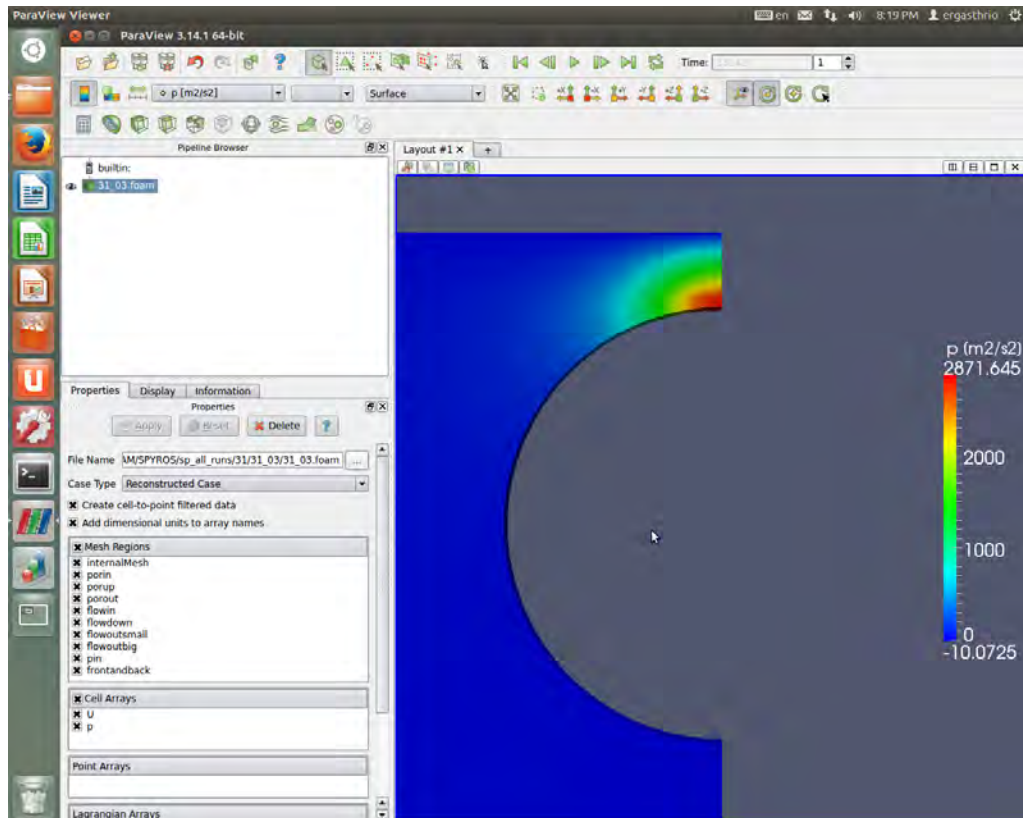 ParaView Viewer
en
8:19 PM
ergasthrio
ParaView 3.14.1 64-bit
Time:
1
p [m2/s2]
Surface
Pipeline Browser
Layout #1
builtin:
31_03.foam
Properties
Display
Information
Properties
Apply
Reset
Delete
?
File Name
AM/SPYROS/sp_all_runs/31/31_03/31_03.foam
...
Case Type
Reconstructed Case
Create cell-to-point filtered data
Add dimensional units to array names
Mesh Regions
internalMesh
porin
porup
porout
flowin
flowdown
flowoutsmall
flowoutbig
pin
frontandback
Cell Arrays
U
p
Point Arrays
Lagrangian Arrays
p (m2/s2)
2871.645
2000
1000
0
-10.0725